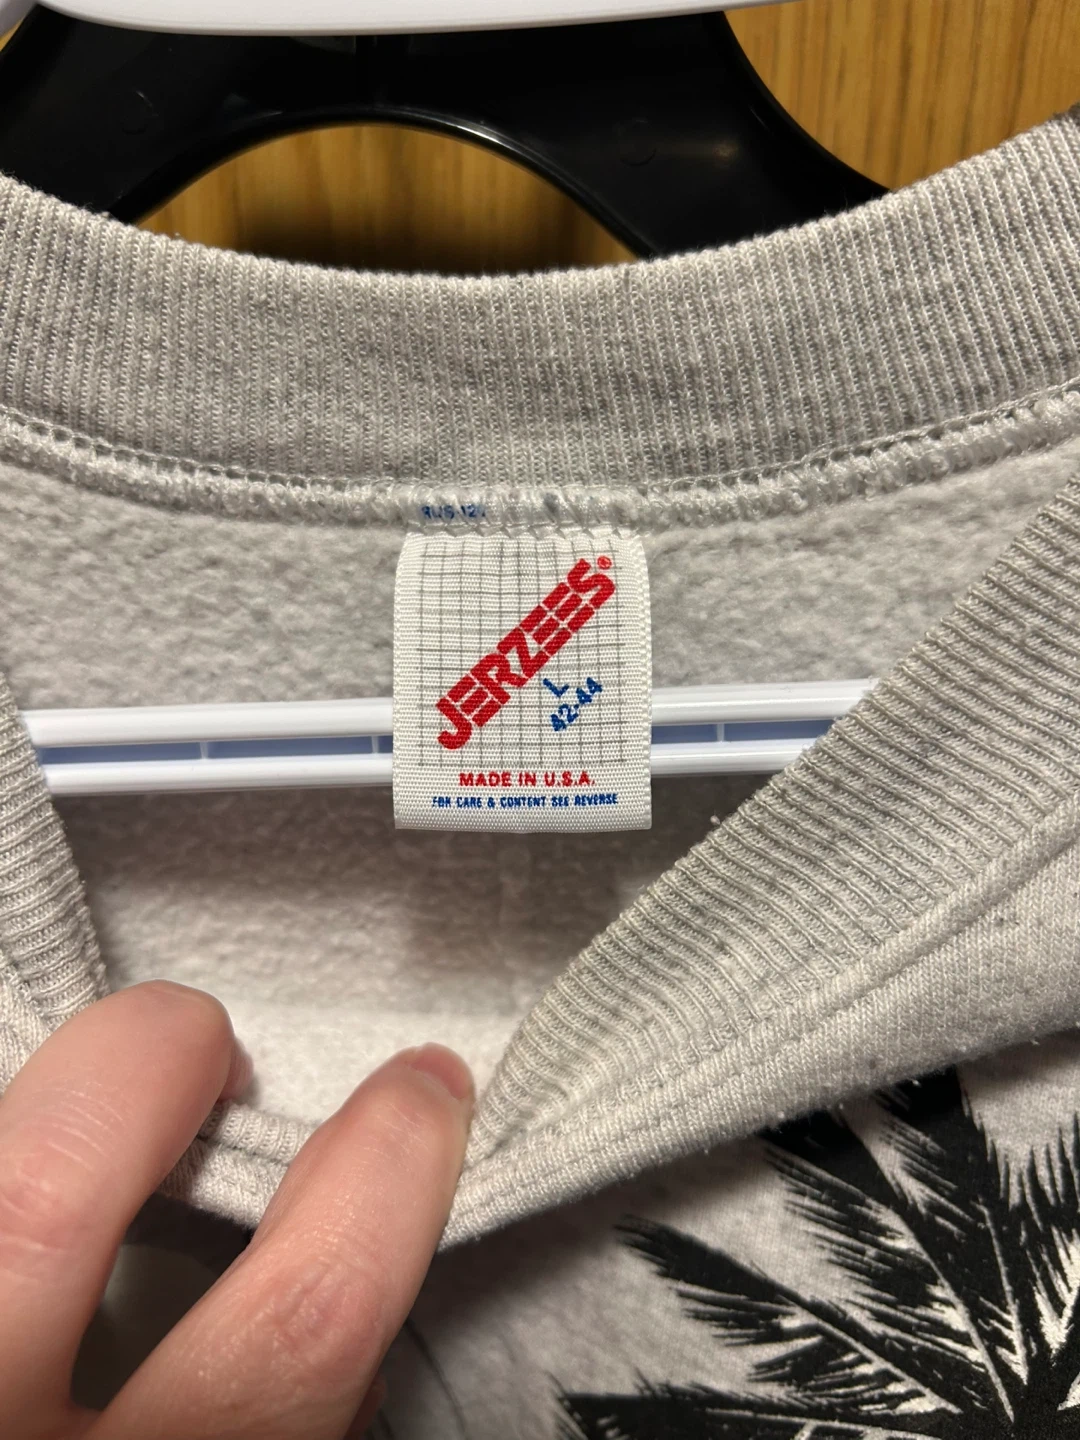 JERZEES®
L
42-44
MADE IN U.S.A.
FOR CARE & CONTENT SEE REVERSE